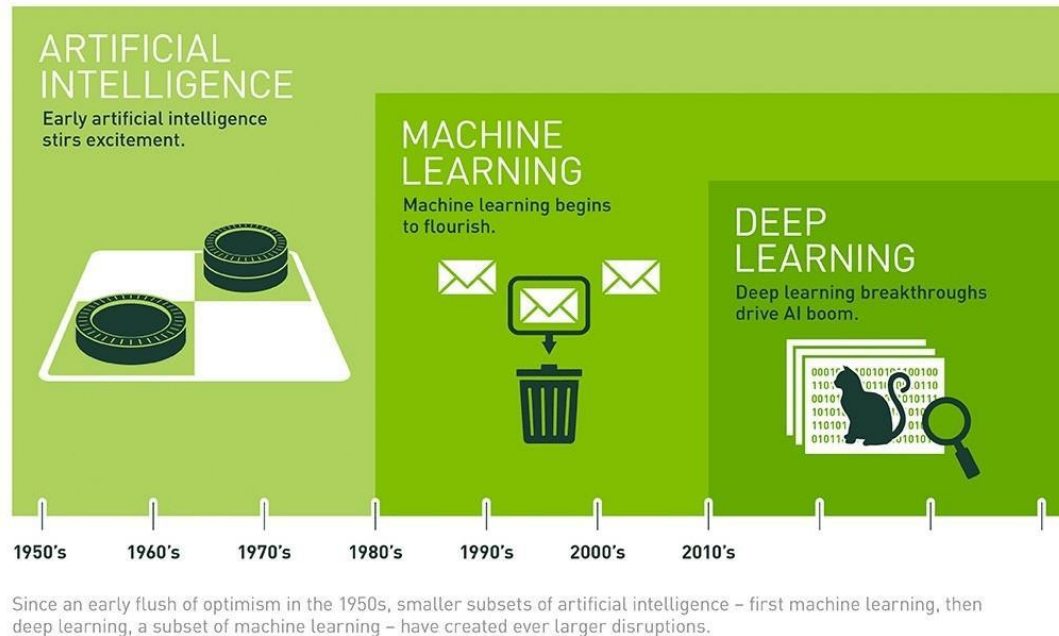 ARTIFICIAL
INTELLIGENCE
Early artificial intelligence
stirs excitement.
MACHINE
LEARNING
Machine learning begins
to flourish.
DEEP
LEARNING
Deep learning breakthroughs
drive AI boom.
1950's
1960's
1970's
1980's
1990's
2000's
2010's
Since an early flush of optimism in the 1950s, smaller subsets of artificial intelligence – first machine learning, then
deep learning, a subset of machine learning – have created ever larger disruptions.